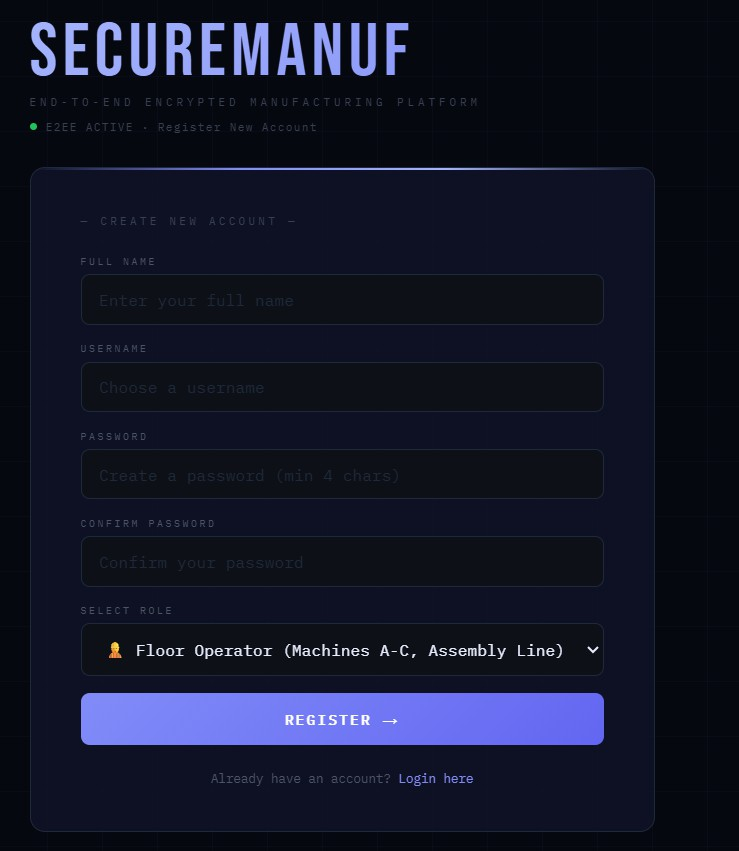 SECUREMANUF
END-TO-END ENCRYPTED MANUFACTURING PLATFORM
E2EE ACTIVE · Register New Account
— CREATE NEW ACCOUNT —
FULL NAME
Enter your full name
USERNAME
Choose a username
PASSWORD
Create a password (min 4 chars)
CONFIRM PASSWORD
Confirm your password
SELECT ROLE
Floor Operator (Machines A-C, Assembly Line)
REGISTER →
Already have an account? Login here